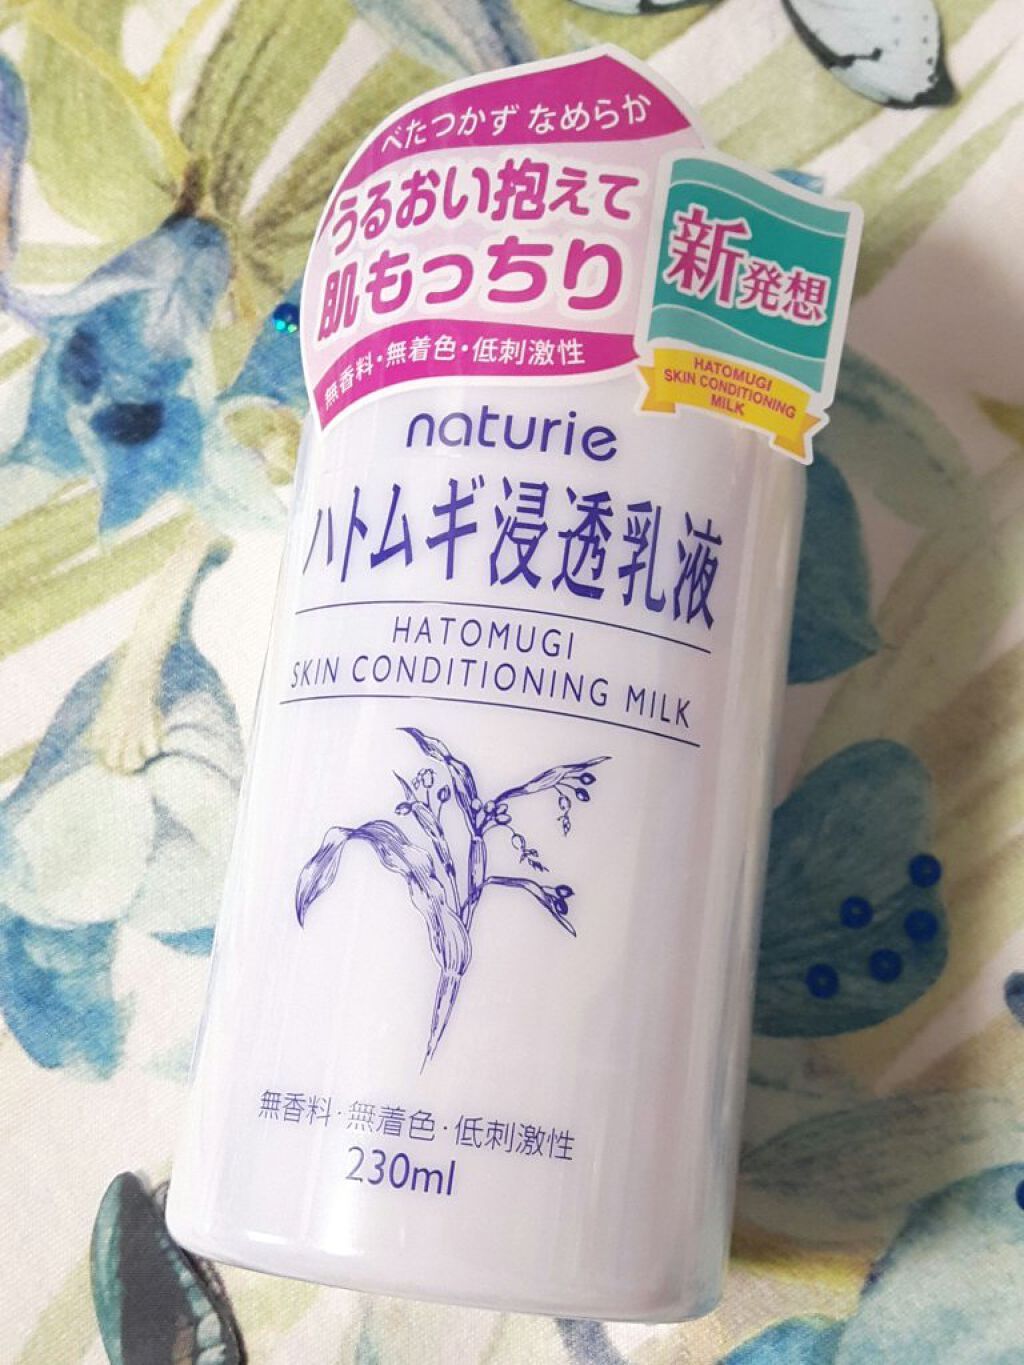 べたつかず なめらか
うるおい抱えて
肌もっちり
無香料・無着色・低刺激性
新発想
HATOMUGI
SKIN CONDITIONING
MILK
naturie
ハトムギ浸透乳液
HATOMUGI
SKIN CONDITIONING MILK
無香料・無着色・低刺激性
230ml